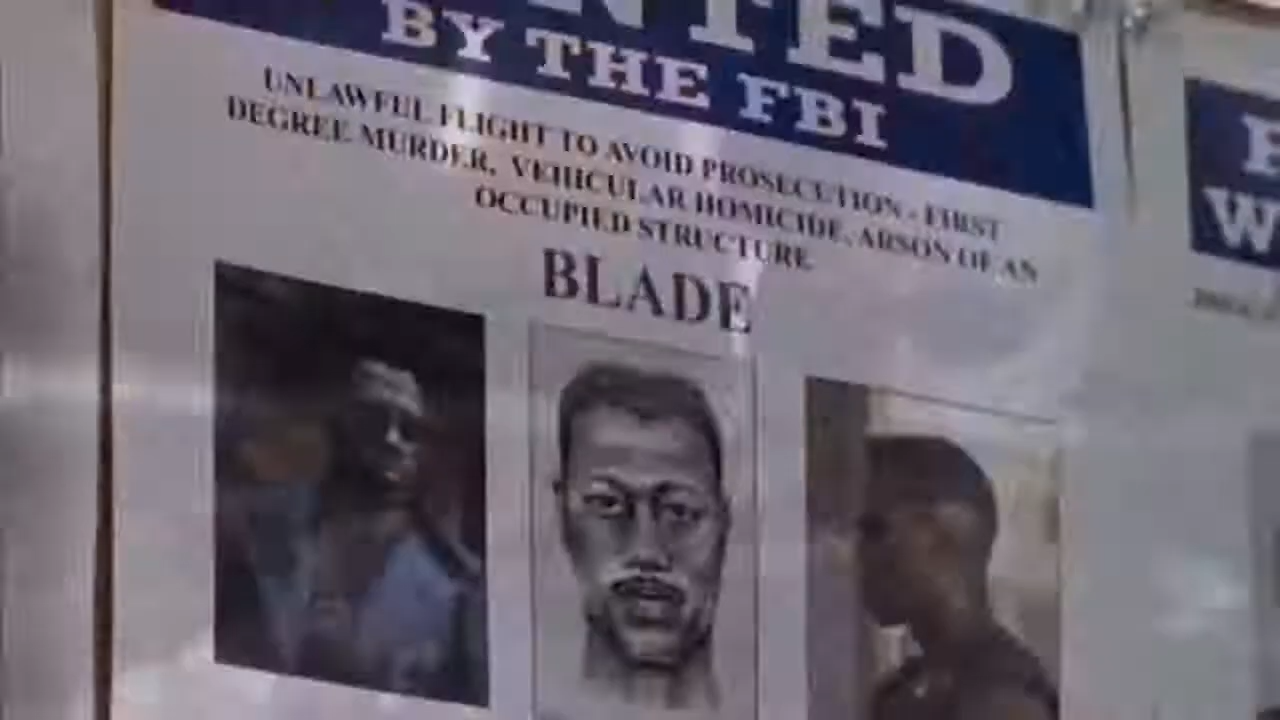 NTED
BY THE FBI
UNLAWFUL FLIGHT TO AVOID PROSECUTION - FIRST
DEGREE MURDER, VEHICULAR HOMICIDE, ARSON OF AN
OCCUPIED STRUCTURE
BLADE
W